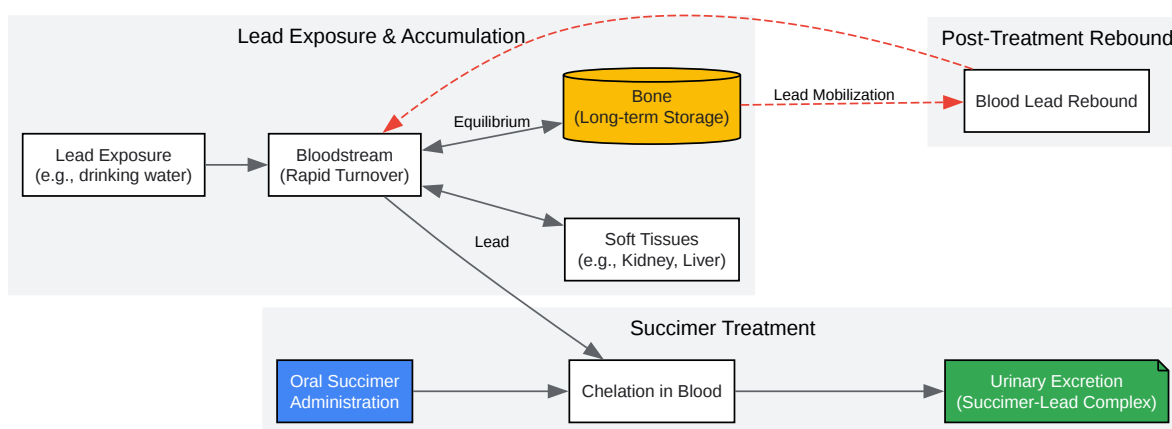 Lead Exposure & Accumulation
Post-Treatment Rebound
Bone
(Long-term Storage)
Lead Mobilization
Blood Lead Rebound
Equilibrium
Lead Exposure
(e.g., drinking water)
Bloodstream
(Rapid Turnover)
Soft Tissues
(e.g., Kidney, Liver)
Lead
Succimer Treatment
Oral Succimer
Administration
Chelation in Blood
Urinary Excretion
(Succimer-Lead Complex)